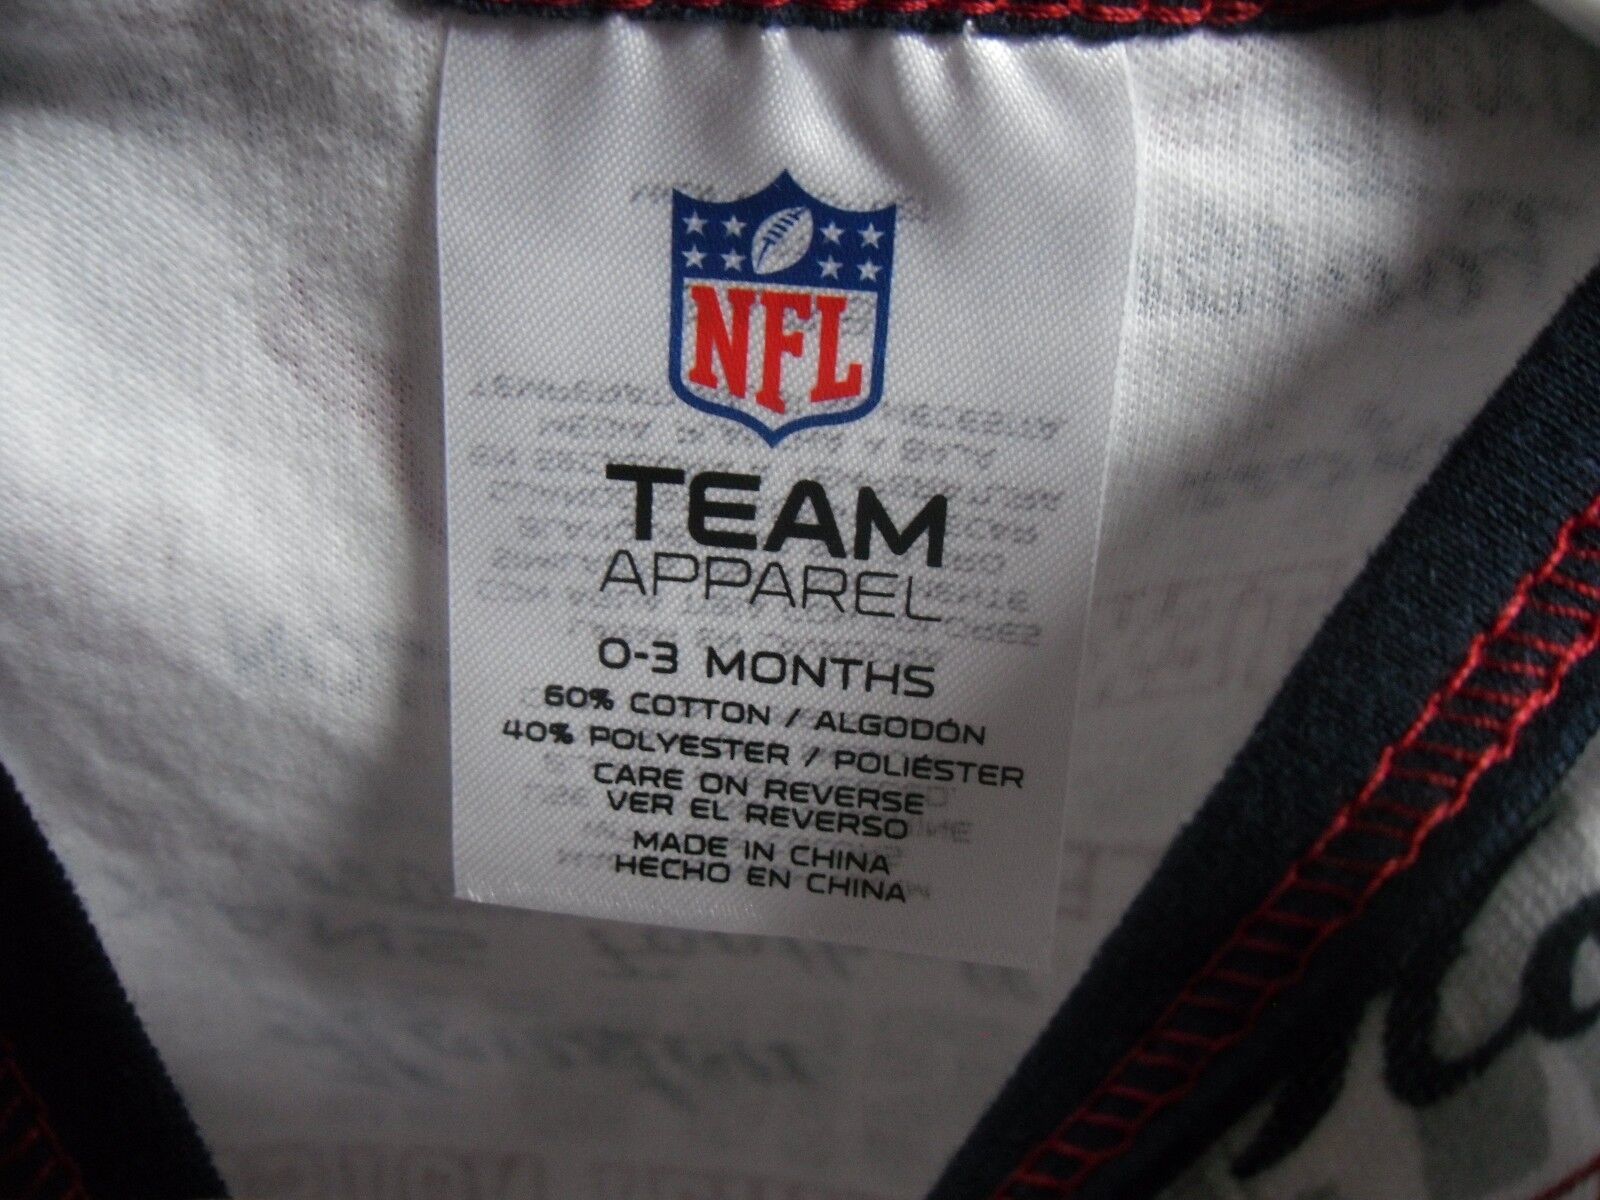 NFL
TEAM
APPAREL
0-3 MONTHS
60% COTTON / ALGODÓN
40% POLYESTER / POLIÉSTER
CARE ON REVERSE
VER EL REVERSO
MADE IN CHINA
HECHO EN CHINA